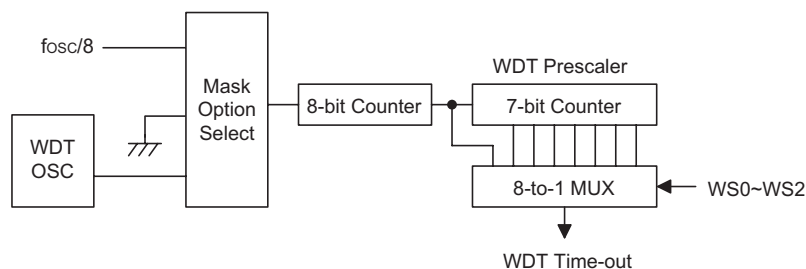 fosc/8
WDT
OSC
Mask
Option
Select
8-bit Counter
WDT Prescaler
7-bit Counter
8-to-1 MUX
WS0~WS2
WDT Time-out